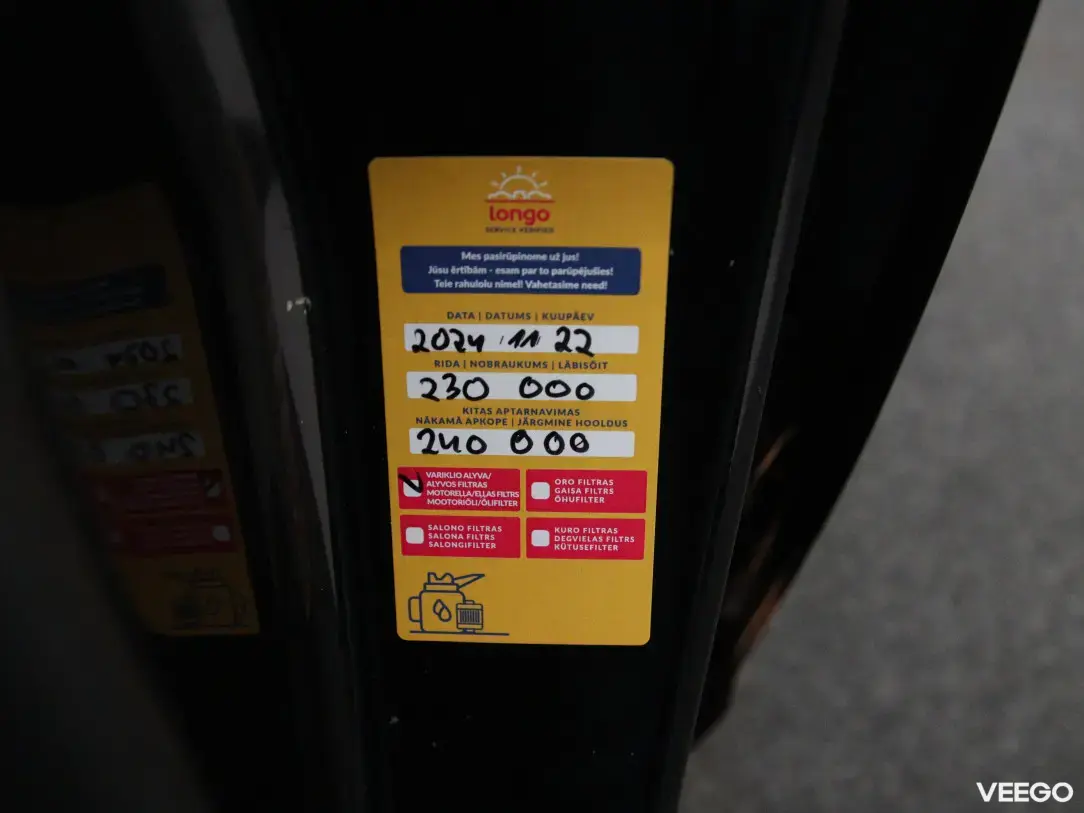 longo
SERVICE VERIFIED
Mes pasirūpinome už jus!
Jūsu ērtībām - esam par to parūpējušies!
Teie rahuloiu nimel! Vahetasime need!
DATA | DATUMS | KUUPÄEV
2024 11 22
RIDA | NOBRAUKUMS | LÄBISÕIT
230 000
KITAS APTARNAVIMAS
NĀKAMĀ APKOPE | JÄRGMINE HOOLDUS
240 000
VARIKLIO ALYVA/
ALYVOS FILTRAS
MOTORELLA/EĻĻAS FILTRS
MOOTORIÕLI/ÕLIFILTER
ORO FILTRAS
GAISA FILTRS
ÕHUFILTER
SALONO FILTRAS
SALONA FILTRS
SALONGIFILTER
KURO FILTRAS
DEGVIELAS FILTRS
KÜTUSEFILTER
VEEGO